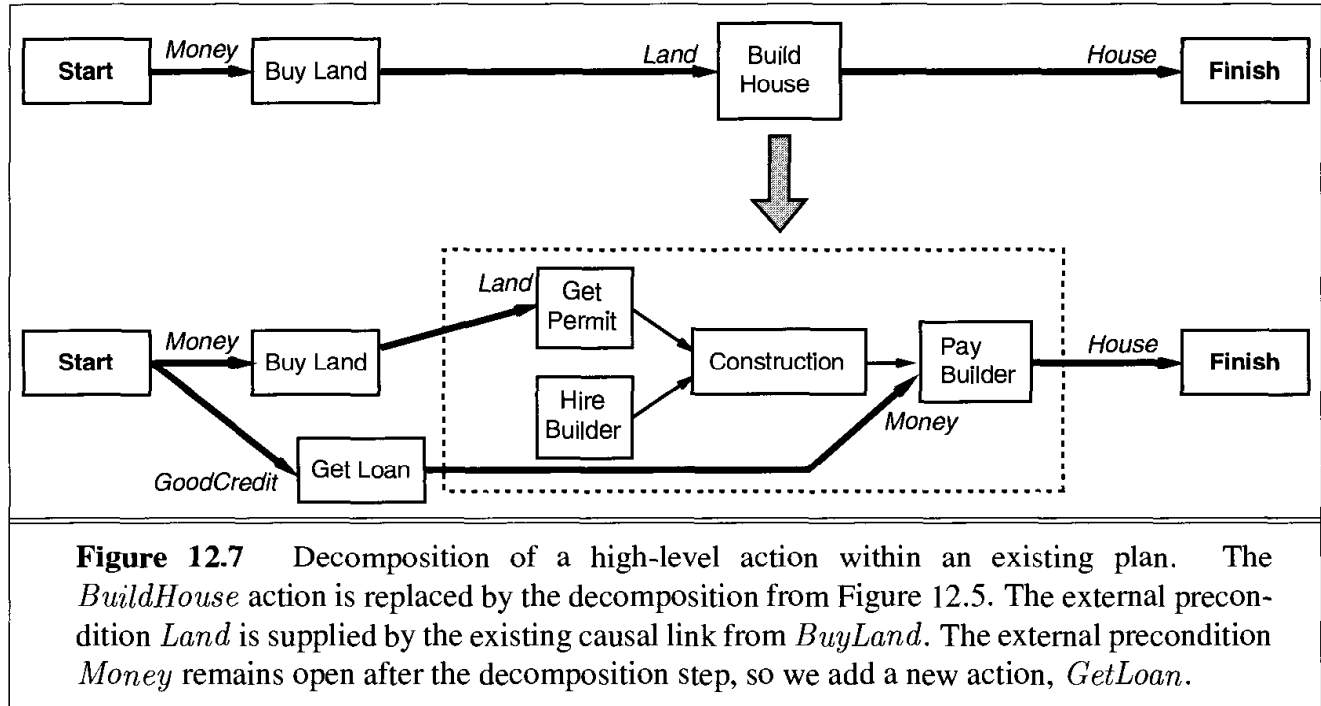 Start
Money
Buy Land
Land
Build
House
House
Finish
Start
Money
Buy Land
Land
Get
Permit
Hire
Builder
Construction
Pay
Builder
Money
House
Finish
GoodCredit
Get Loan
Figure 12.7 Decomposition of a high-level action within an existing plan. The
BuildHouse action is replaced by the decomposition from Figure 12.5. The external precon-
dition Land is supplied by the existing causal link from BuyLand. The external precondition
Money remains open after the decomposition step, so we add a new action, GetLoan.